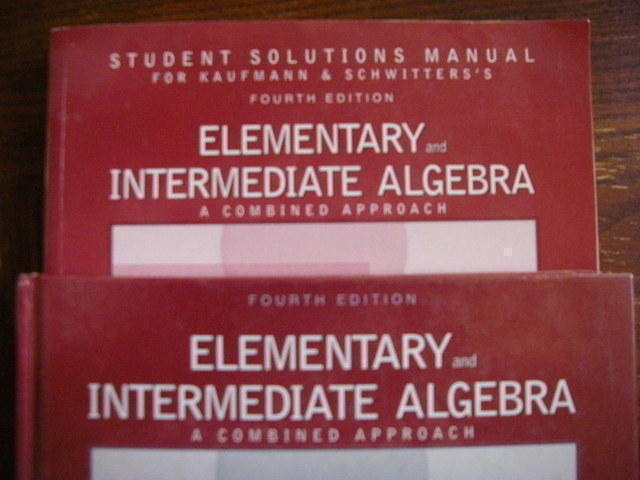 STUDENT SOLUTIONS MANUAL
FOR KAUFMANN & SCHWITTERS'S
FOURTH EDITION
ELEMENTARY and
INTERMEDIATE ALGEBRA
A COMBINED APPROACH
FOURTH EDITION
ELEMENTARY and
INTERMEDIATE ALGEBRA
A COMBINED APPROACH